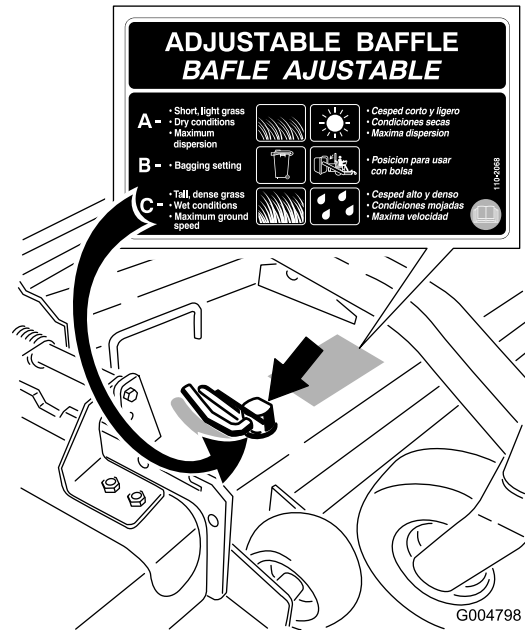 ADJUSTABLE BAFFLE
BAFLE AJUSTABLE
A - • Short, light grass
• Dry conditions
• Maximum
dispersion
• Cesped corto y ligero
• Condiciones secas
• Maxima dispersion
B - • Bagging setting
• Posicion para usar
con bolsa
C - • Tall, dense grass
• Wet conditions
• Maximum ground
speed
• Cesped alto y denso
• Condiciones mojadas
• Maxima velocidad
110-2068
G004798